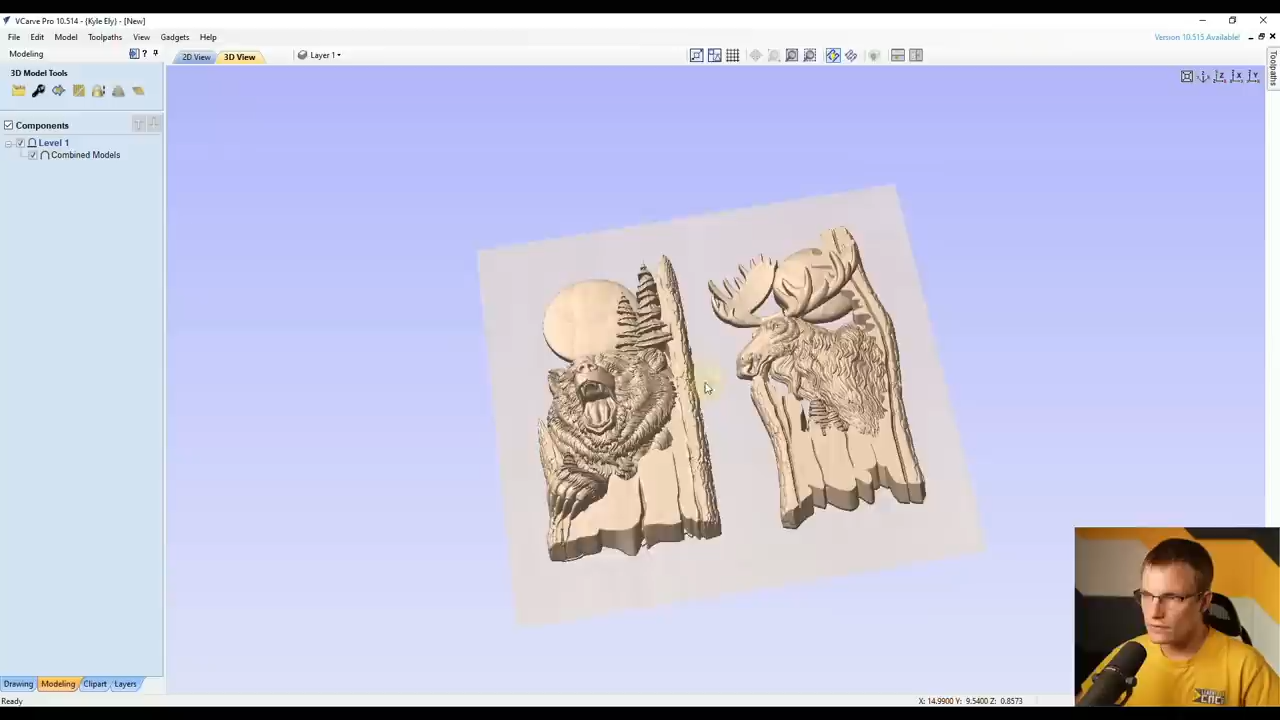 VCarve Pro 10.514 - {Kyle Ely} - [New]
File Edit Model Toolpaths View Gadgets Help
Version 10.515 Available!
Modeling
2D View 3D View Layer 1
3D Model Tools
Toolpaths
Z X Y
Components
Level 1
Combined Models
CNC
Drawing Modeling Clipart Layers
Ready
X: 14.9900 Y: 9.5400 Z: 0.8573